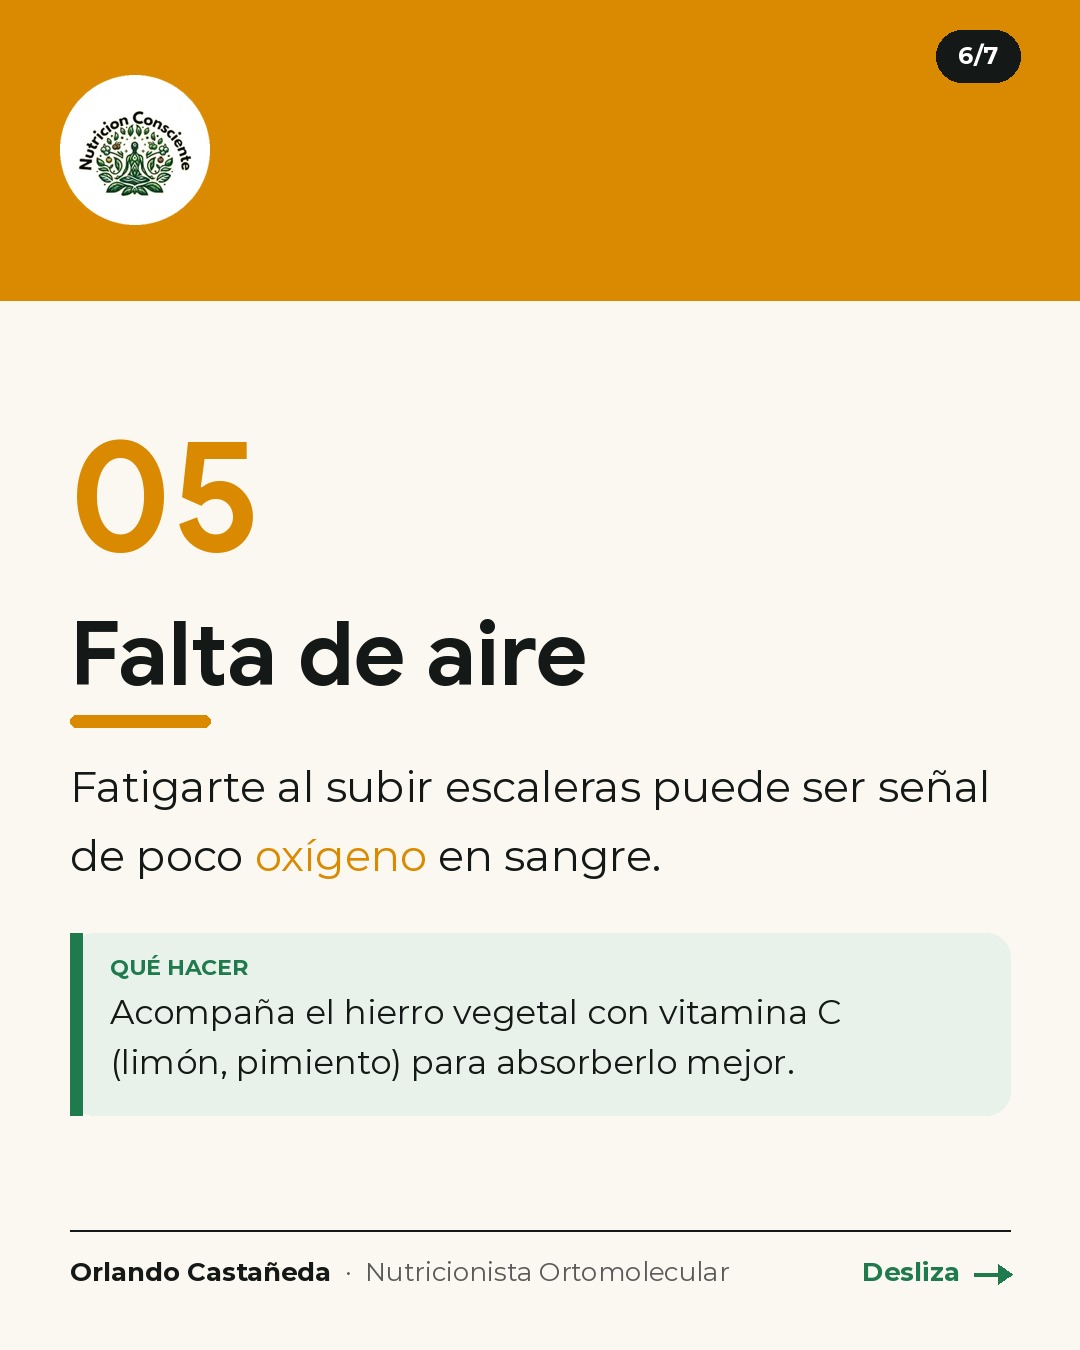 6/7
Nutricion Consciente
05
Falta de aire
Fatigarte al subir escaleras puede ser señal
de poco oxígeno en sangre.
QUÉ HACER
Acompaña el hierro vegetal con vitamina C
(limón, pimiento) para absorberlo mejor.
Orlando Castañeda · Nutricionista Ortomolecular
Desliza